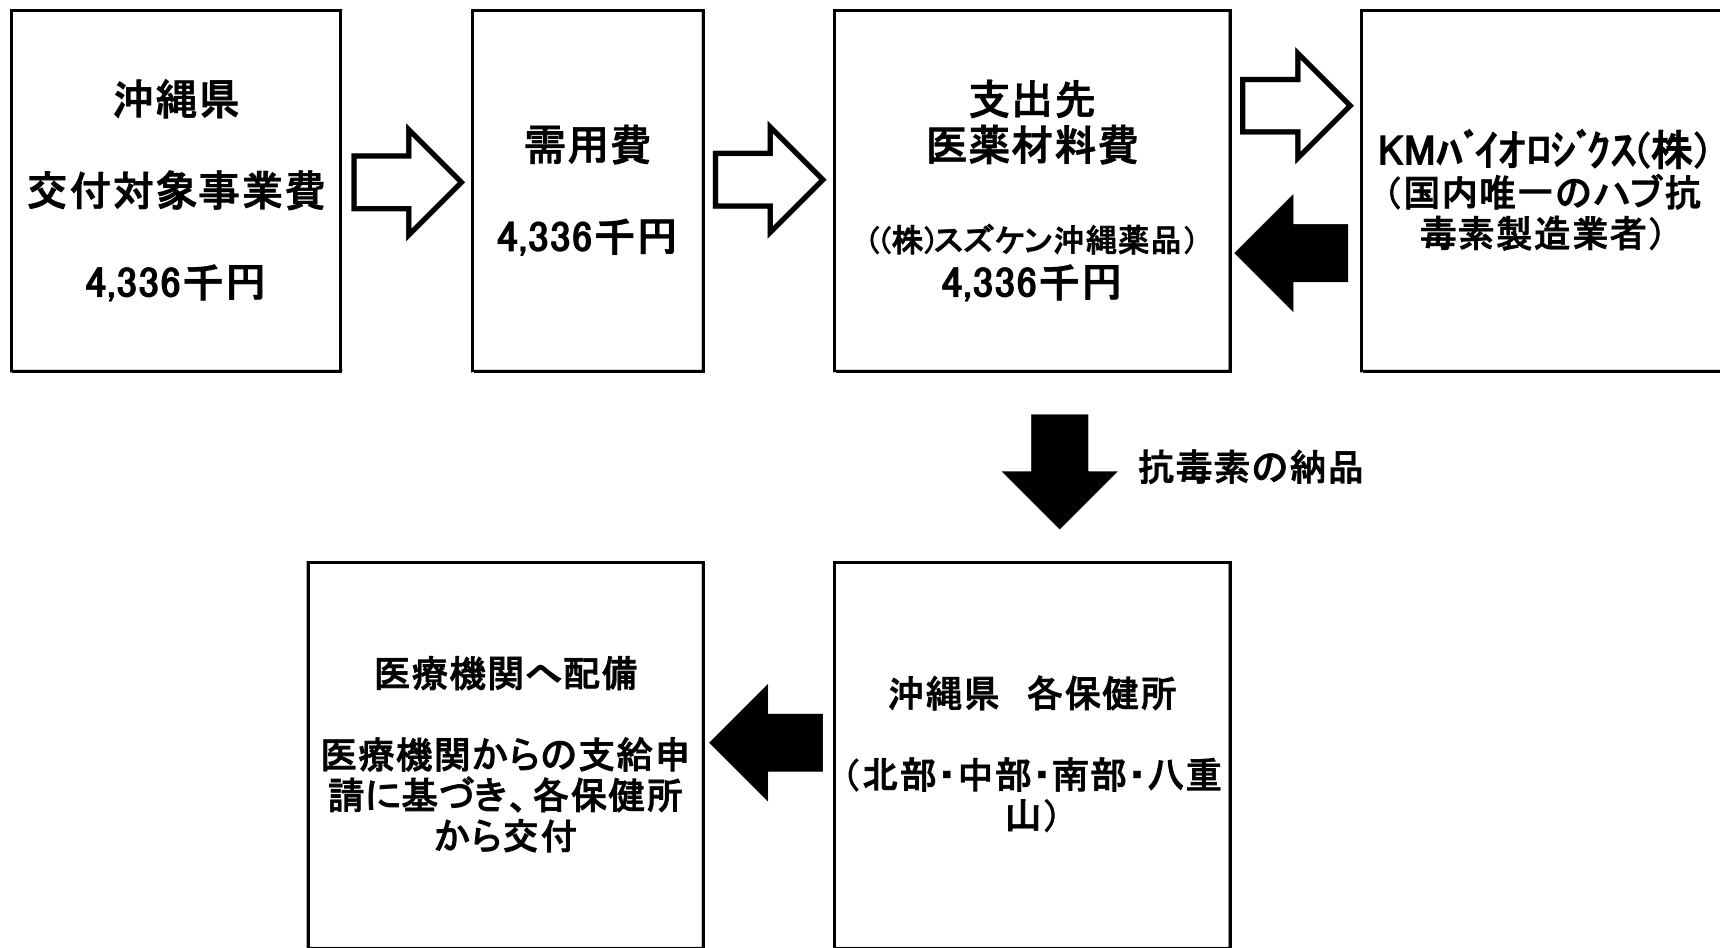 沖縄県
交付対象事業費
4,336千円
需用費
4,336千円
支出先
医薬材料費
((株)スズケン沖縄薬品)
4,336千円
KMﾊﾞｲｵﾛｼﾞｸｽ(株)
(国内唯一のハブ抗
毒素製造業者)
抗毒素の納品
医療機関へ配備
医療機関からの支給申
請に基づき、各保健所
から交付
沖縄県　各保健所
(北部・中部・南部・八重
山)